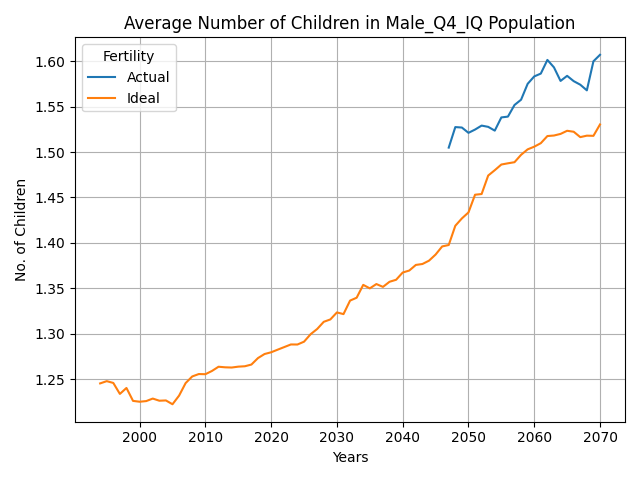 Average Number of Children in Male_Q4_IQ Population
Fertility
Actual
Ideal
No. of Children
1.60
1.55
1.50
1.45
1.40
1.35
1.30
1.25
2000 2010 2020 2030 2040 2050 2060 2070
Years